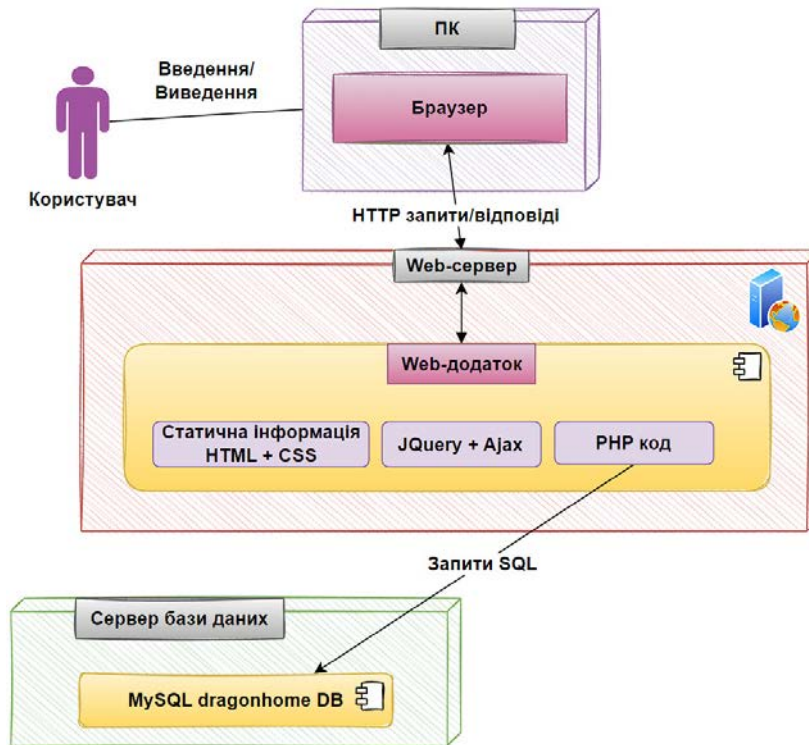 ПК
Введення/
Виведення
Браузер
Користувач
HTTP запити/відповіді
Web-сервер
Web-додаток
Статична інформація
HTML + CSS
JQuery + Ajax
PHP код
Запити SQL
Сервер бази даних
MySQL dragonhome DB